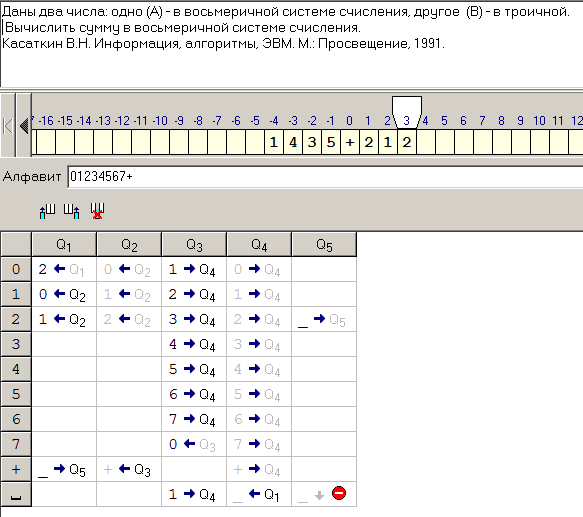 Даны два числа: одно (А) - в восьмеричной системе счисления, другое (В) - в троичной.
Вычислить сумму в восьмеричной системе счисления.
Касаткин В.Н. Информация, алгоритмы, ЭВМ. М.: Просвещение, 1991.
7 -16 -15 -14 -13 -12 -11 -10 -9 -8 -7 -6 -5 -4 -3 -2 -1 0 1 2 3 4 5 6 7 8 9 10 11 12
1 4 3 5 + 2 1 2
Алфавит 01234567+
Q1 Q2 Q3 Q4 Q5
0 2 ← Q1 0 ← Q2 1 → Q4 0 → Q4
1 0 ← Q2 1 ← Q2 2 → Q4 1 → Q4
2 1 ← Q2 2 ← Q2 3 → Q4 2 → Q4 _ → Q5
3 4 → Q4 3 → Q4
4 5 → Q4 4 → Q4
5 6 → Q4 5 → Q4
6 7 → Q4 6 → Q4
7 0 ← Q3 7 → Q4
+ _ → Q5 + ← Q3 + → Q4
␣ 1 → Q4 _ ← Q1 _ ↓